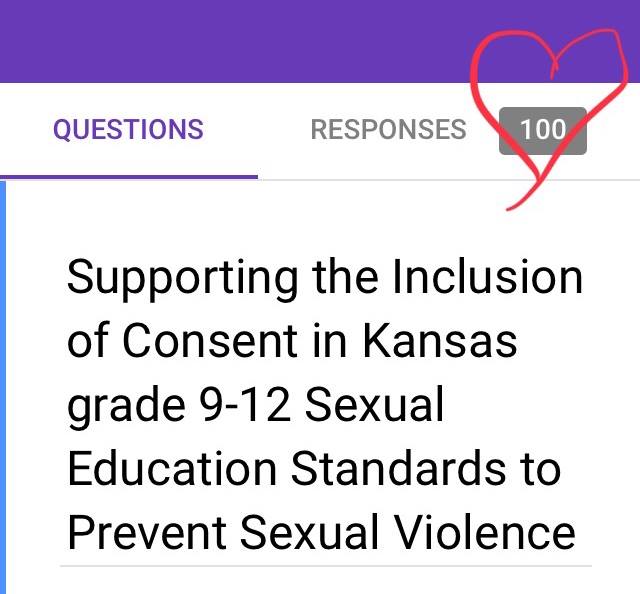 QUESTIONS RESPONSES 100
Supporting the Inclusion
of Consent in Kansas
grade 9-12 Sexual
Education Standards to
Prevent Sexual Violence